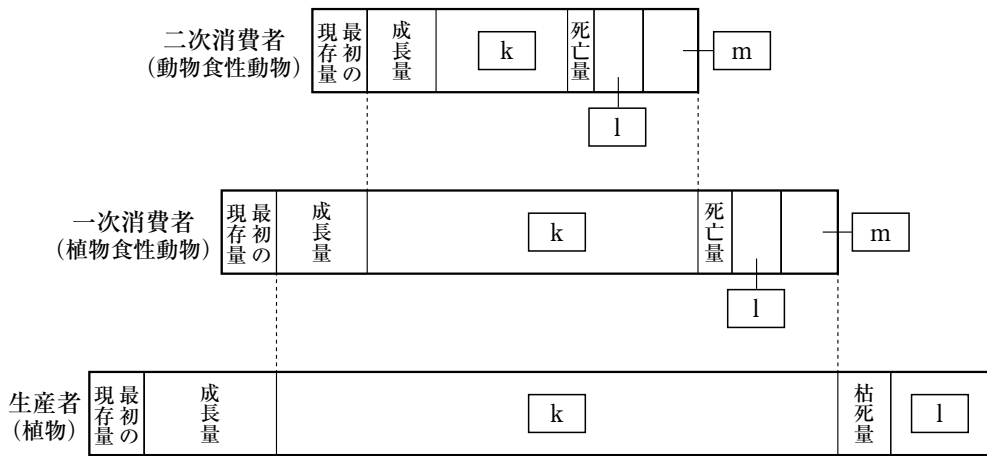 二次消費者
(動物食性動物)
最初の
現存量
成長量
k
死亡量
m
l
一次消費者
(植物食性動物)
最初の
現存量
成長量
k
死亡量
m
l
生産者
(植物)
最初の
現存量
成長量
k
枯死量
l